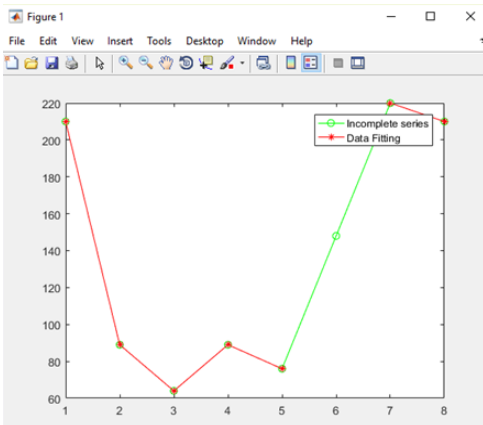 Figure 1
File Edit View Insert Tools Desktop Window Help
220
200
180
160
140
120
100
80
60
Incomplete series
Data Fitting
1 2 3 4 5 6 7 8